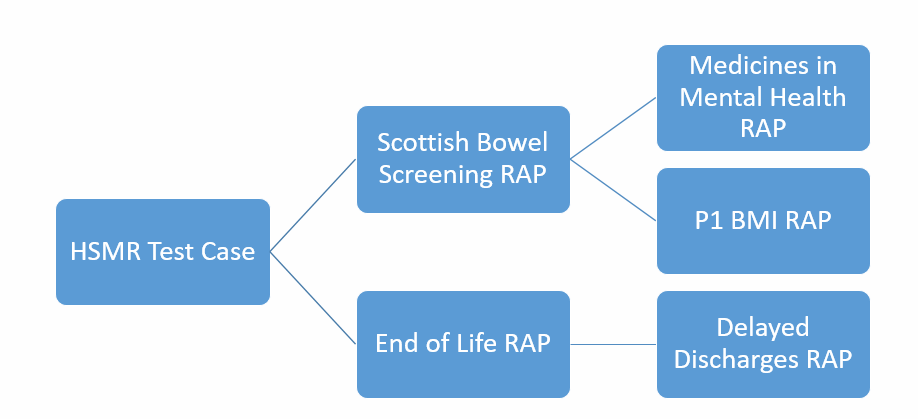 HSMR Test Case
Scottish Bowel
Screening RAP
End of Life RAP
Medicines in
Mental Health
RAP
P1 BMI RAP
Delayed
Discharges RAP